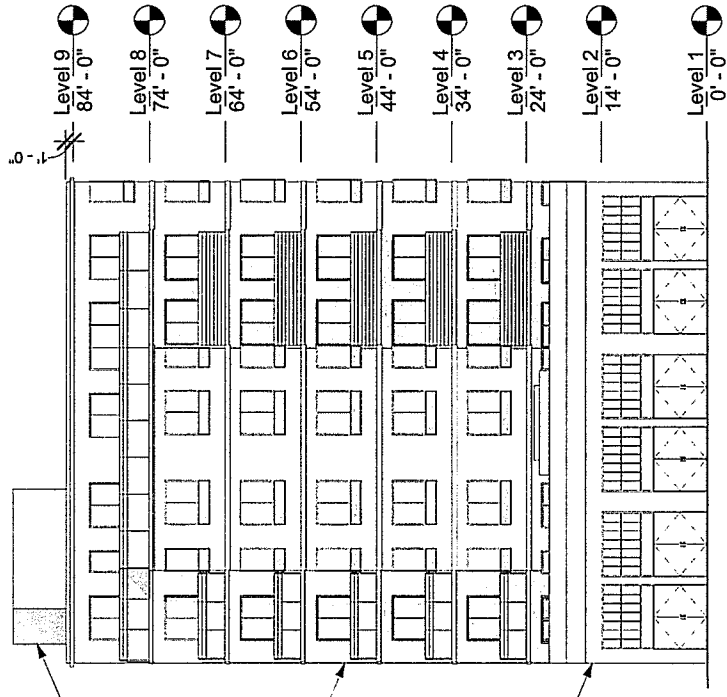 Level 9
84' - 0"
1' - 0"
Level 8
74' - 0"
Level 7
64' - 0"
Level 6
54' - 0"
Level 5
44' - 0"
Level 4
34' - 0"
Level 3
24' - 0"
Level 2
14' - 0"
Level 1
0' - 0"